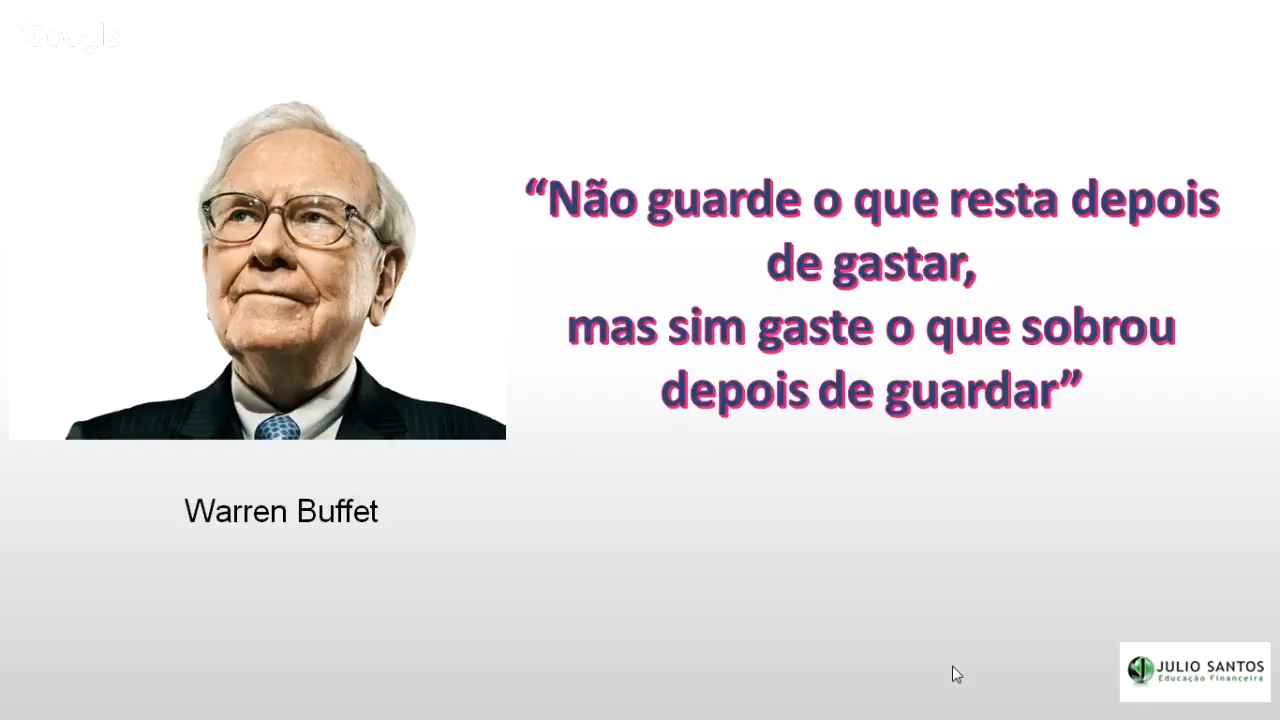 Google
“Não guarde o que resta depois
de gastar,
mas sim gaste o que sobrou
depois de guardar”
Warren Buffet
JULIO SANTOS
Educação Financeira